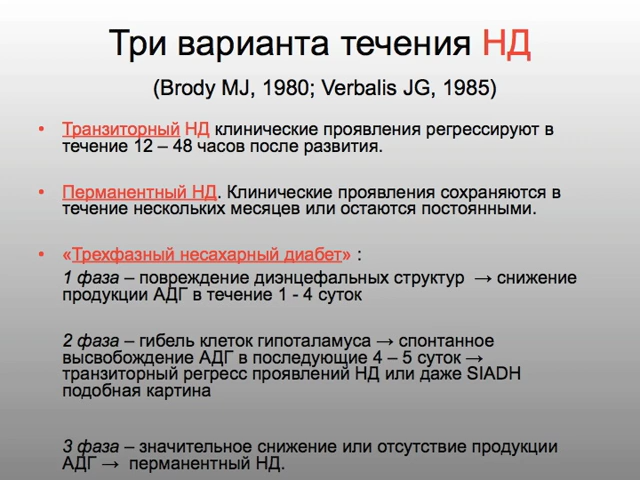 Три варианта течения НД
(Brody MJ, 1980; Verbalis JG, 1985)
• Транзиторный НД клинические проявления регрессируют в
течение 12 – 48 часов после развития.
• Перманентный НД. Клинические проявления сохраняются в
течение нескольких месяцев или остаются постоянными.
• «Трехфазный несахарный диабет» :
1 фаза – повреждение диэнцефальных структур → снижение
продукции АДГ в течение 1 - 4 суток
2 фаза – гибель клеток гипоталамуса → спонтанное
высвобождение АДГ в последующие 4 – 5 суток →
транзиторный регресс проявлений НД или даже SIADH
подобная картина
3 фаза – значительное снижение или отсутствие продукции
АДГ → перманентный НД.